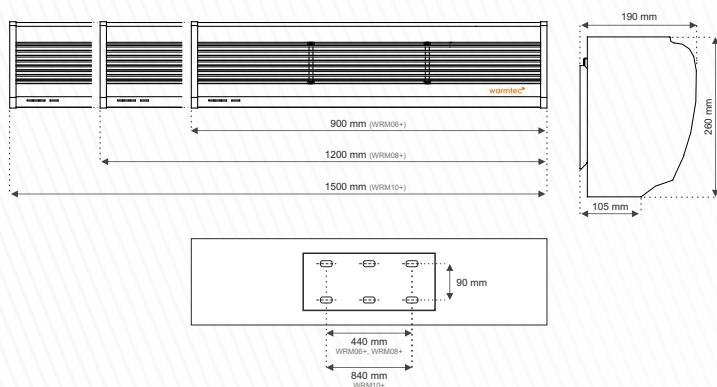 190 mm
warmtec
260 mm
900 mm (WRM06+)
1200 mm (WRM08+)
1500 mm (WRM10+)
105 mm
90 mm
440 mm
WRM06+, WRM08+
840 mm
WRM10+